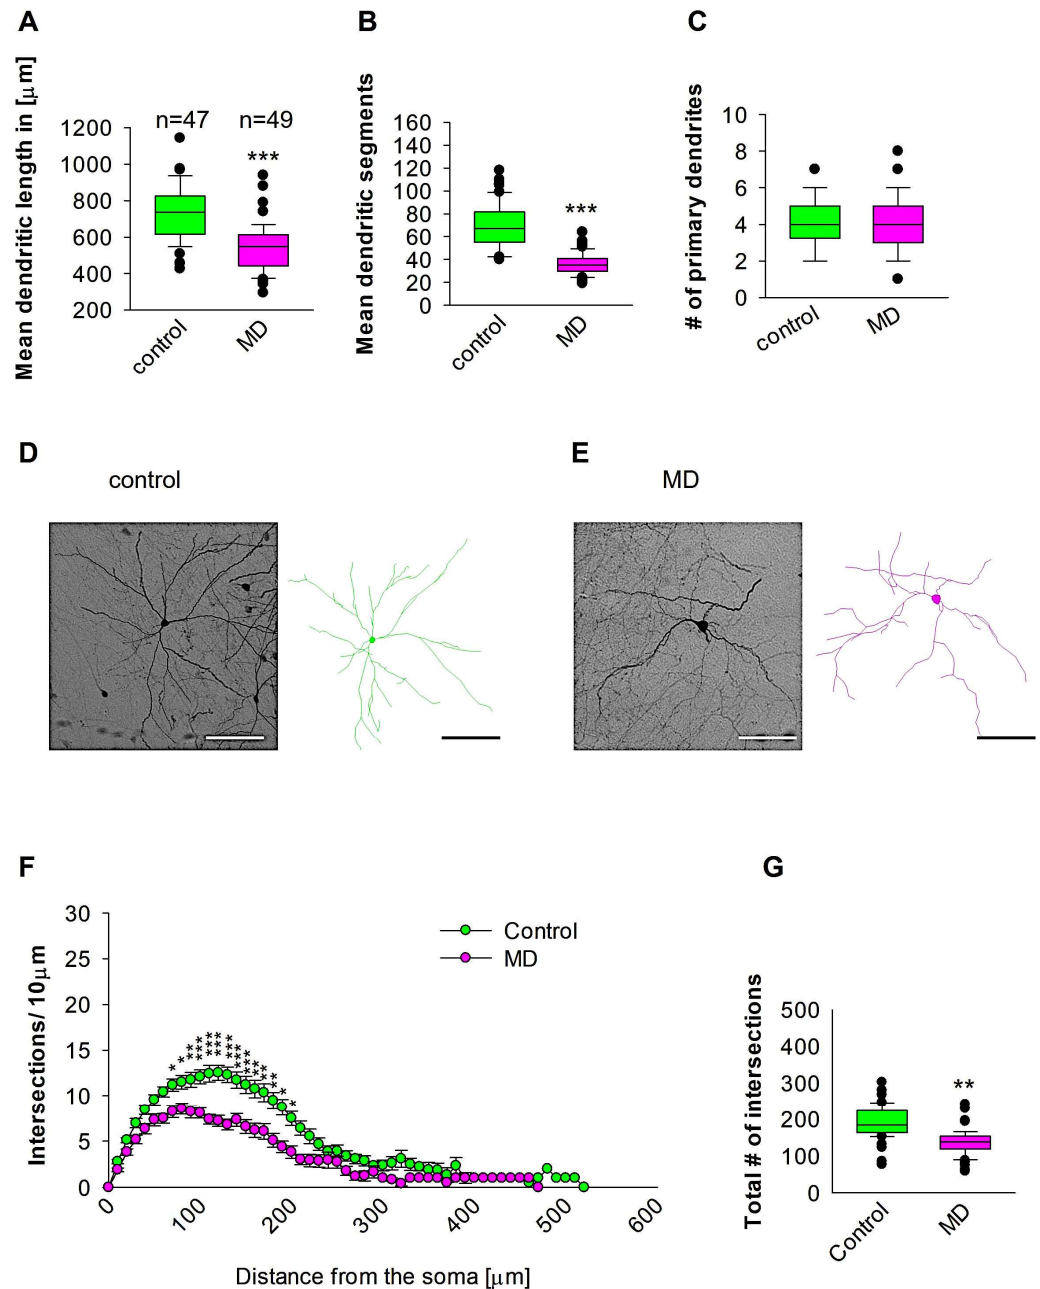 A
B
C
Mean dendritic length in [μm]
n=47 n=49
1200
1000
800
600
400
200
***
control
MD
Mean dendritic segments
160
140
120
100
80
60
40
20
0
***
control
MD
# of primary dendrites
10
8
6
4
2
0
control
MD
D
control
E
MD
F
Intersections/ 10μm
30
25
20
15
10
5
0
Control
MD
0 100 200 300 400 500 600
Distance from the soma [μm]
G
Total # of intersections
500
400
300
200
100
0
**
Control
MD